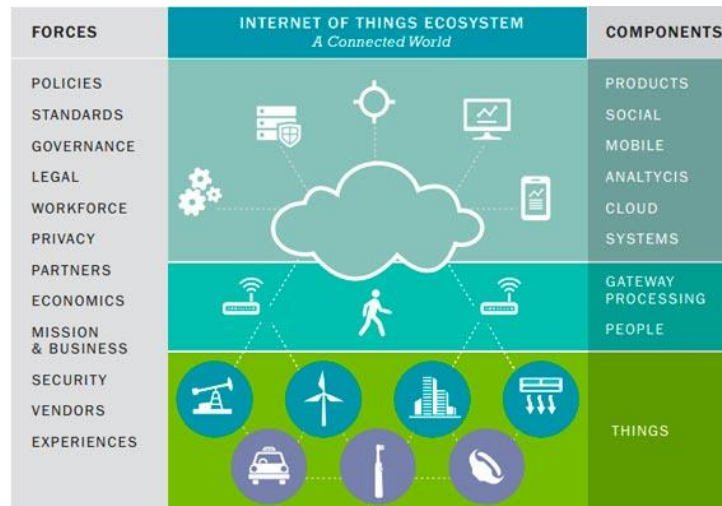 FORCES
INTERNET OF THINGS ECOSYSTEM
A Connected World
COMPONENTS
POLICIES
STANDARDS
GOVERNANCE
LEGAL
WORKFORCE
PRIVACY
PARTNERS
ECONOMICS
MISSION
& BUSINESS
SECURITY
VENDORS
EXPERIENCES
PRODUCTS
SOCIAL
MOBILE
ANALTYCIS
CLOUD
SYSTEMS
GATEWAY
PROCESSING
PEOPLE
THINGS